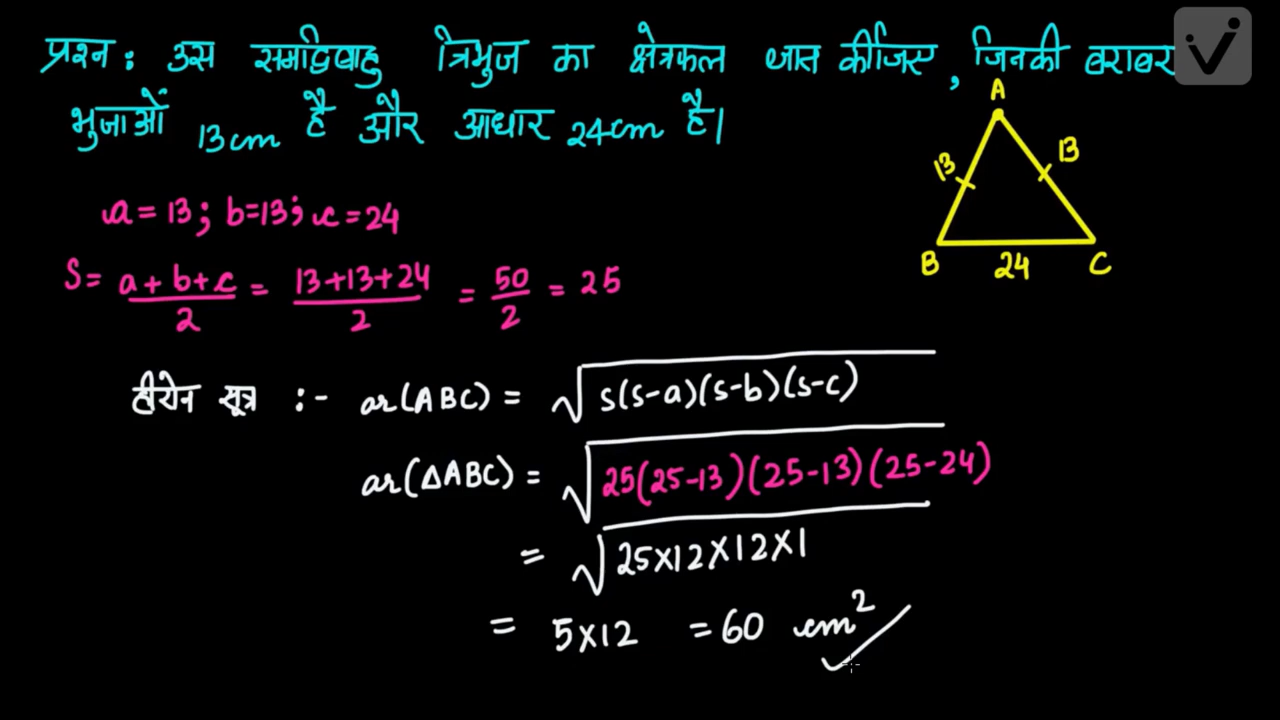 प्रश्न: उस समद्विबाहु त्रिभुज का क्षेत्रफल ज्ञात कीजिए, जिनकी बराबर
भुजाओं 13cm है और आधार 24cm है।
A
13
13
B
24
C
a = 13; b=13; c=24
S = a+b+c/2 = 13+13+24/2 = 50/2 = 25
हीरोन सूत्र :- ar(ABC) = √s(s-a)(s-b)(s-c)
ar(ΔABC) = √25(25-13)(25-13)(25-24)
= √25×12×12×1
= 5×12 = 60 cm²